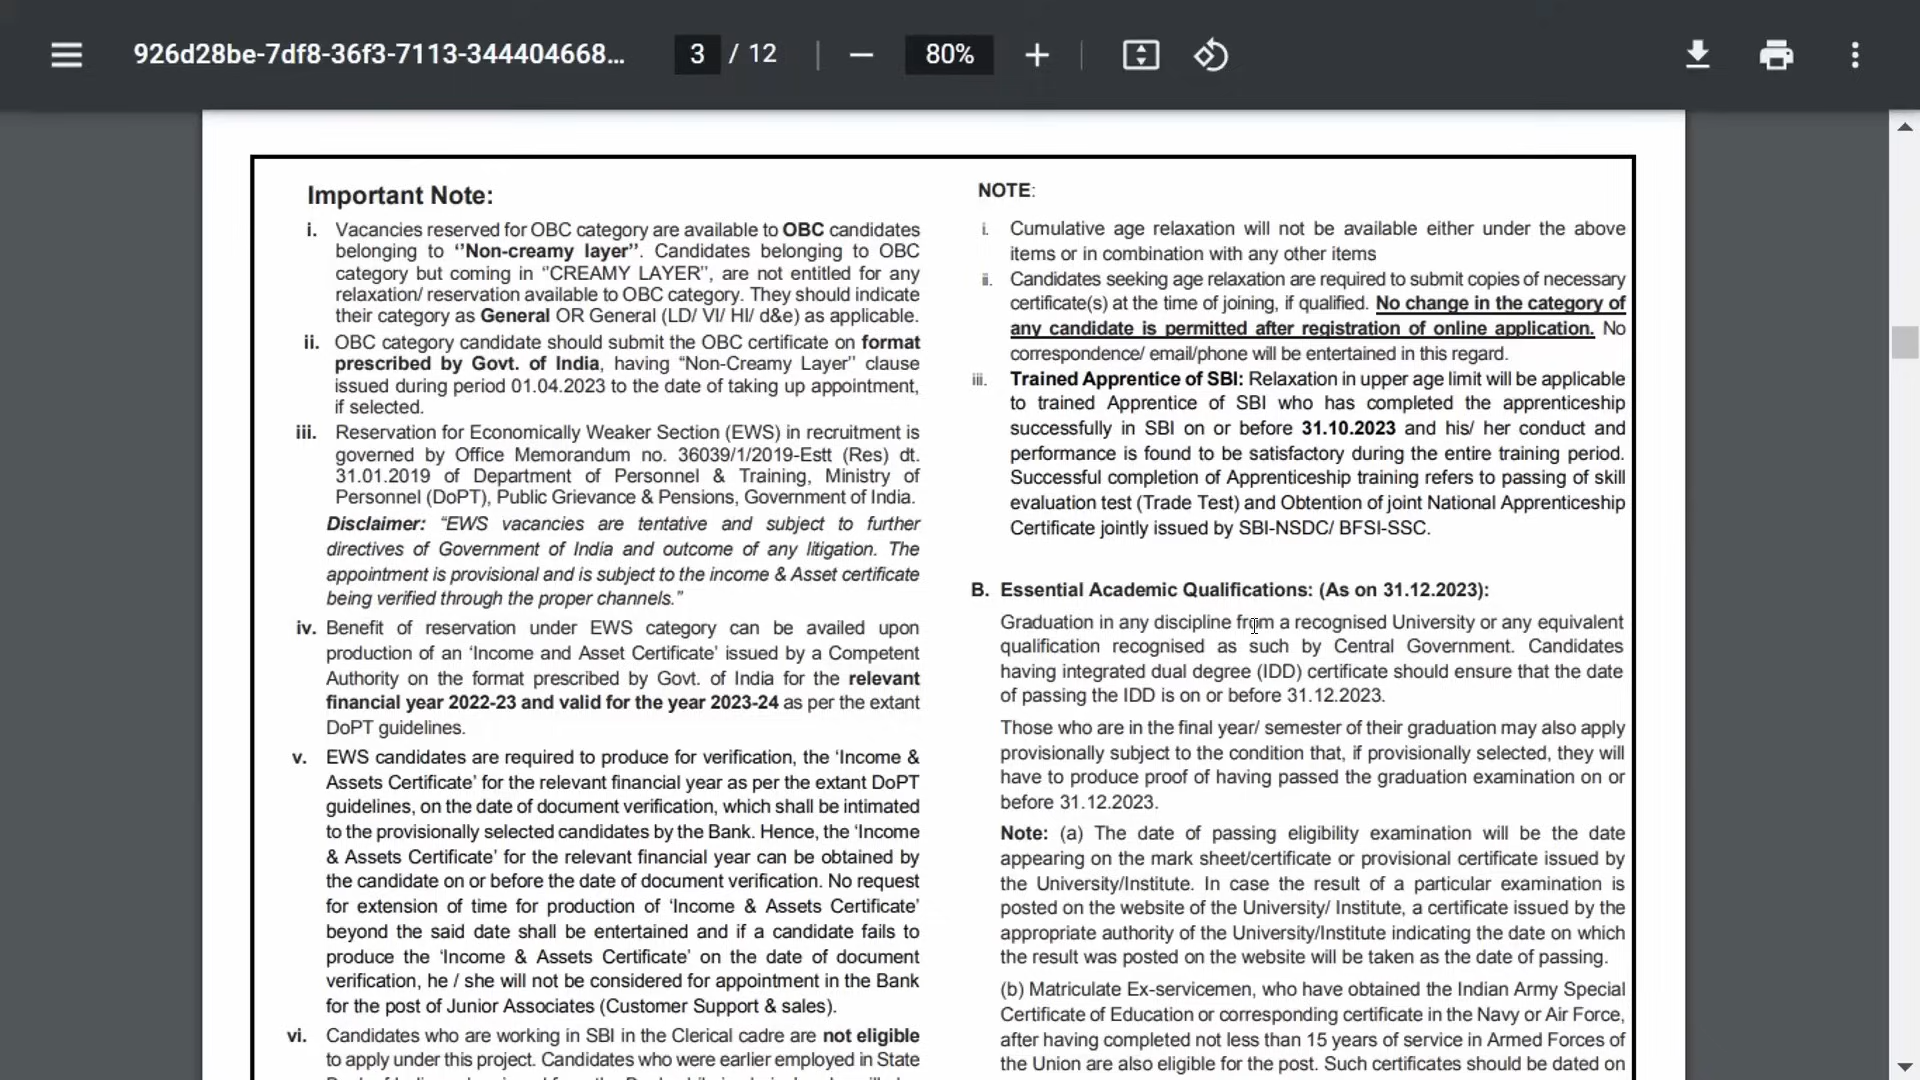 926d28be-7df8-36f3-7113-344404668...
3 / 12
80%
Important Note:
i. Vacancies reserved for OBC category are available to OBC candidates
belonging to ‘’Non-creamy layer’’. Candidates belonging to OBC
category but coming in ‘’CREAMY LAYER’’, are not entitled for any
relaxation/ reservation available to OBC category. They should indicate
their category as General OR General (LD/ VI/ HI/ d&e) as applicable.
ii. OBC category candidate should submit the OBC certificate on format
prescribed by Govt. of India, having “Non-Creamy Layer’’ clause
issued during period 01.04.2023 to the date of taking up appointment,
if selected.
iii. Reservation for Economically Weaker Section (EWS) in recruitment is
governed by Office Memorandum no. 36039/1/2019-Estt (Res) dt.
31.01.2019 of Department of Personnel & Training, Ministry of
Personnel (DoPT), Public Grievance & Pensions, Government of India.
Disclaimer: “EWS vacancies are tentative and subject to further
directives of Government of India and outcome of any litigation. The
appointment is provisional and is subject to the income & Asset certificate
being verified through the proper channels.”
iv. Benefit of reservation under EWS category can be availed upon
production of an ‘Income and Asset Certificate’ issued by a Competent
Authority on the format prescribed by Govt. of India for the relevant
financial year 2022-23 and valid for the year 2023-24 as per the extant
DoPT guidelines.
v. EWS candidates are required to produce for verification, the ‘Income &
Assets Certificate’ for the relevant financial year as per the extant DoPT
guidelines, on the date of document verification, which shall be intimated
to the provisionally selected candidates by the Bank. Hence, the ‘Income
& Assets Certificate’ for the relevant financial year can be obtained by
the candidate on or before the date of document verification. No request
for extension of time for production of ‘Income & Assets Certificate’
beyond the said date shall be entertained and if a candidate fails to
produce the ‘Income & Assets Certificate’ on the date of document
verification, he / she will not be considered for appointment in the Bank
for the post of Junior Associates (Customer Support & sales).
vi. Candidates who are working in SBI in the Clerical cadre are not eligible
to apply under this project. Candidates who were earlier employed in State
NOTE:
i. Cumulative age relaxation will not be available either under the above
items or in combination with any other items
ii. Candidates seeking age relaxation are required to submit copies of necessary
certificate(s) at the time of joining, if qualified. No change in the category of
any candidate is permitted after registration of online application. No
correspondence/ email/phone will be entertained in this regard.
iii. Trained Apprentice of SBI: Relaxation in upper age limit will be applicable
to trained Apprentice of SBI who has completed the apprenticeship
successfully in SBI on or before 31.10.2023 and his/ her conduct and
performance is found to be satisfactory during the entire training period.
Successful completion of Apprenticeship training refers to passing of skill
evaluation test (Trade Test) and Obtention of joint National Apprenticeship
Certificate jointly issued by SBI-NSDC/ BFSI-SSC.
B. Essential Academic Qualifications: (As on 31.12.2023):
Graduation in any discipline from a recognised University or any equivalent
qualification recognised as such by Central Government. Candidates
having integrated dual degree (IDD) certificate should ensure that the date
of passing the IDD is on or before 31.12.2023.
Those who are in the final year/ semester of their graduation may also apply
provisionally subject to the condition that, if provisionally selected, they will
have to produce proof of having passed the graduation examination on or
before 31.12.2023.
Note: (a) The date of passing eligibility examination will be the date
appearing on the mark sheet/certificate or provisional certificate issued by
the University/Institute. In case the result of a particular examination is
posted on the website of the University/ Institute, a certificate issued by the
appropriate authority of the University/Institute indicating the date on which
the result was posted on the website will be taken as the date of passing.
(b) Matriculate Ex-servicemen, who have obtained the Indian Army Special
Certificate of Education or corresponding certificate in the Navy or Air Force,
after having completed not less than 15 years of service in Armed Forces of
the Union are also eligible for the post. Such certificates should be dated on